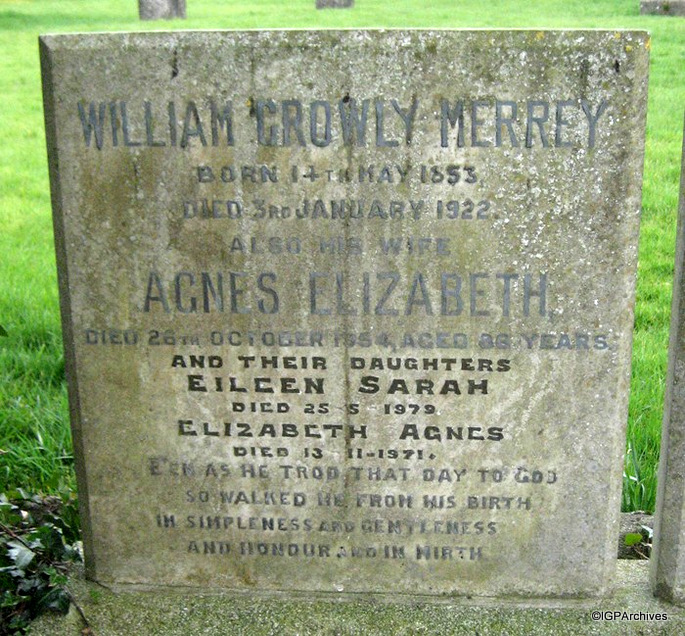 WILLIAM CROWLY MERREY
BORN 14TH MAY 1853
DIED 3RD JANUARY 1922.
ALSO HIS WIFE
AGNES ELIZABETH,
DIED 26TH OCTOBER 1954, AGED 86 YEARS.
AND THEIR DAUGHTERS
EILEEN SARAH
DIED 25 5 1979
ELIZABETH AGNES
DIED 13-11-1971.
E'EN AS HE TROD THAT DAY TO GOD
SO WALKED HE FROM HIS BIRTH
IN SIMPLENESS AND GENTLENESS
AND HONOUR AND IN MIRTH
©IGPArchives